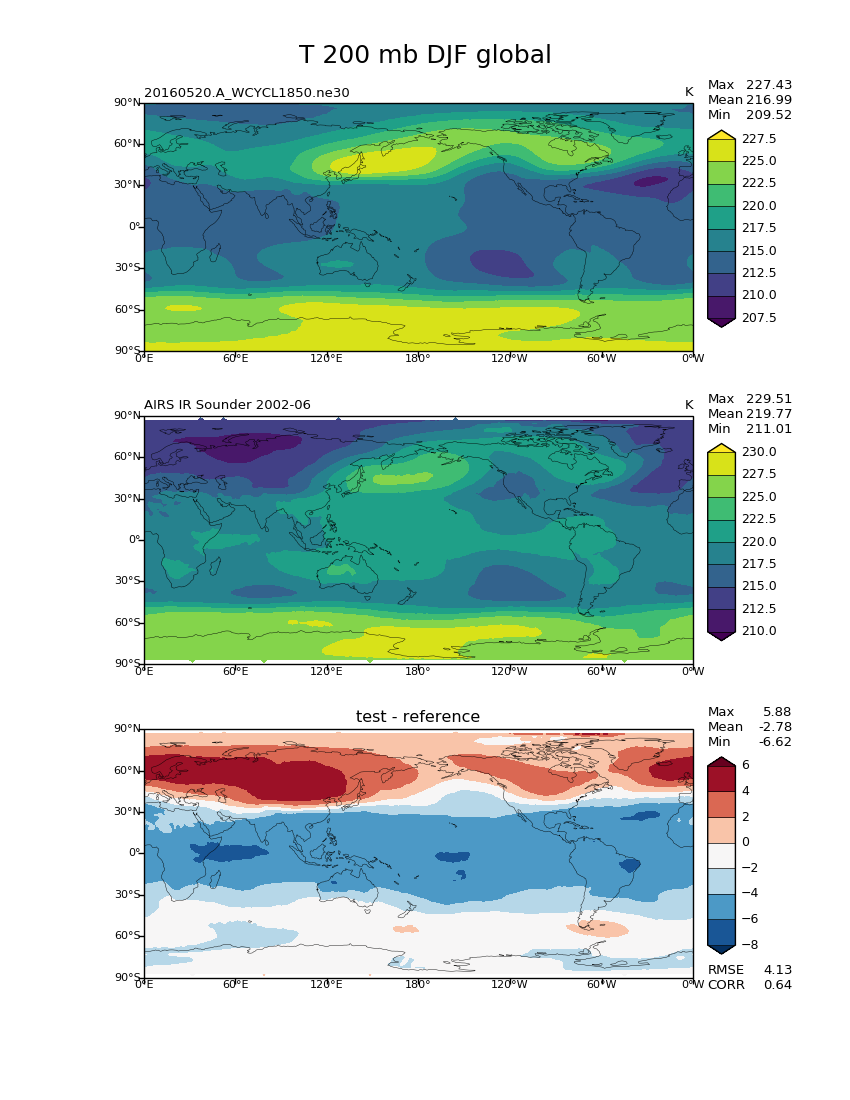 T 200 mb DJF global
20160520.A_WCYCL1850.ne30
K
Max 227.43
Mean 216.99
Min 209.52
90°N
60°N
30°N
0°
30°S
60°S
90°S
0°E 60°E 120°E 180° 120°W 60°W 0°W
227.5
225.0
222.5
220.0
217.5
215.0
212.5
210.0
207.5
AIRS IR Sounder 2002-06
K
Max 229.51
Mean 219.77
Min 211.01
90°N
60°N
30°N
0°
30°S
60°S
90°S
0°E 60°E 120°E 180° 120°W 60°W 0°W
230.0
227.5
225.0
222.5
220.0
217.5
215.0
212.5
210.0
test - reference
Max 5.88
Mean -2.78
Min -6.62
90°N
60°N
30°N
0°
30°S
60°S
90°S
0°E 60°E 120°E 180° 120°W 60°W 0°W
6
4
2
0
−2
−4
−6
−8
RMSE 4.13
CORR 0.64